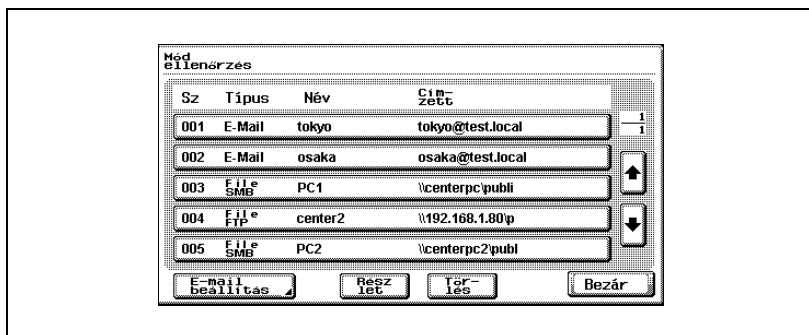 Mód
ellenőrzés
Sz Típus Név Cím-
zett
001 E-Mail tokyo tokyo@test.local
1
1
002 E-Mail osaka osaka@test.local
003 File
SMB PC1 \\centerpc\publi
004 File
FTP center2 \\192.168.1.80\p
005 File
SMB PC2 \\centerpc2\publ
E-mail
beállítás
Rész
let
Tör-
lés
Bezár